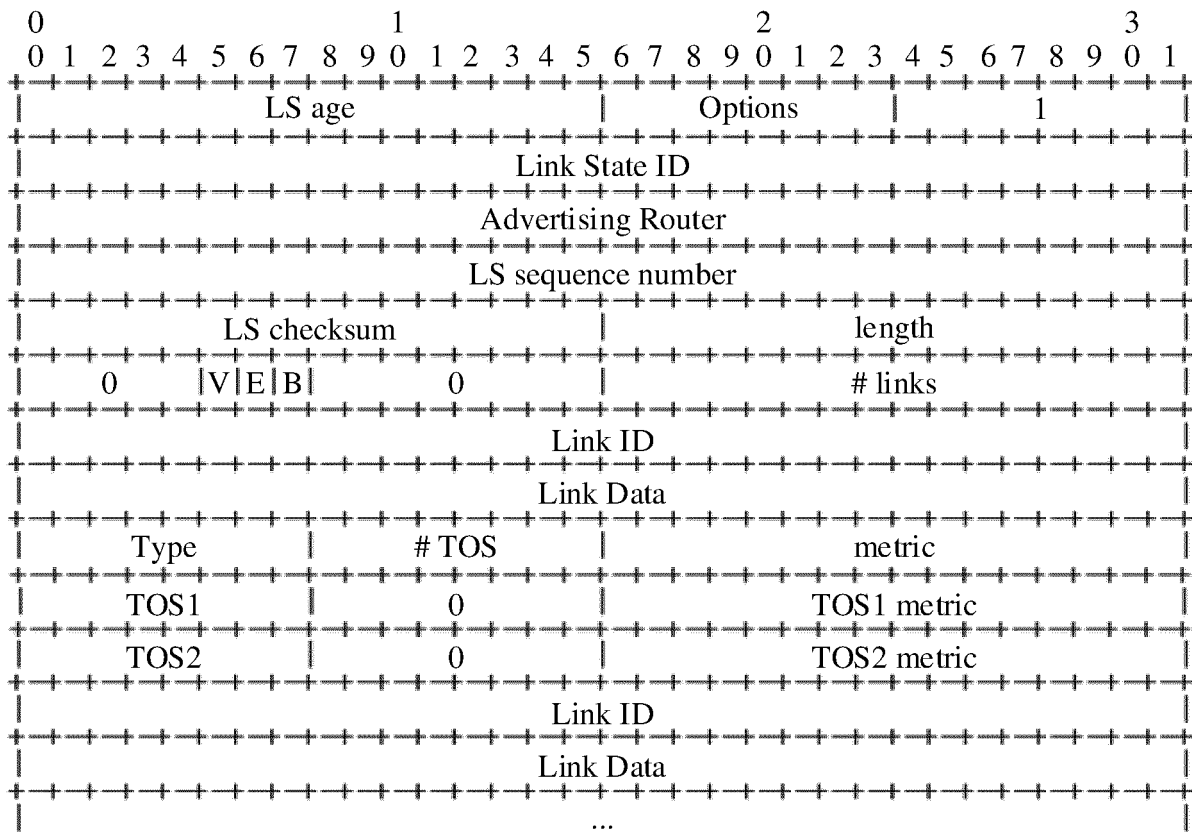 0 1 2 3
0 1 2 3 4 5 6 7 8 9 0 1 2 3 4 5 6 7 8 9 0 1 2 3 4 5 6 7 8 9 0 1
LS age | Options | 1
Link State ID
Advertising Router
LS sequence number
LS checksum | length
0 |V|E|B| 0 | # links
Link ID
Link Data
Type | # TOS | metric
TOS1 | 0 | TOS1 metric
TOS2 | 0 | TOS2 metric
Link ID
Link Data
...